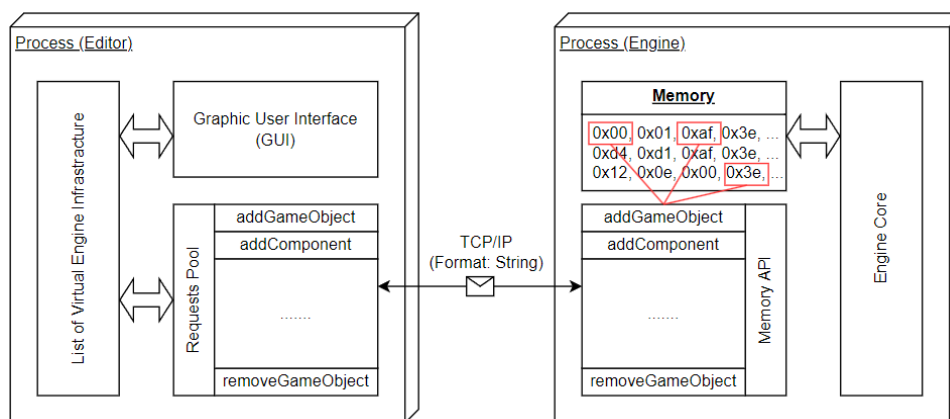 Process (Editor)
List of Virtual Engine Infrastracture
Graphic User Interface
(GUI)
Requests Pool
addGameObject
addComponent
.......
removeGameObject
TCP/IP
(Format: String)
Process (Engine)
Memory
0x00, 0x01, 0xaf, 0x3e, ...
0xd4, 0xd1, 0xaf, 0x3e, ...
0x12, 0x0e, 0x00, 0x3e, ...
addGameObject
addComponent
.......
removeGameObject
Memory API
Engine Core